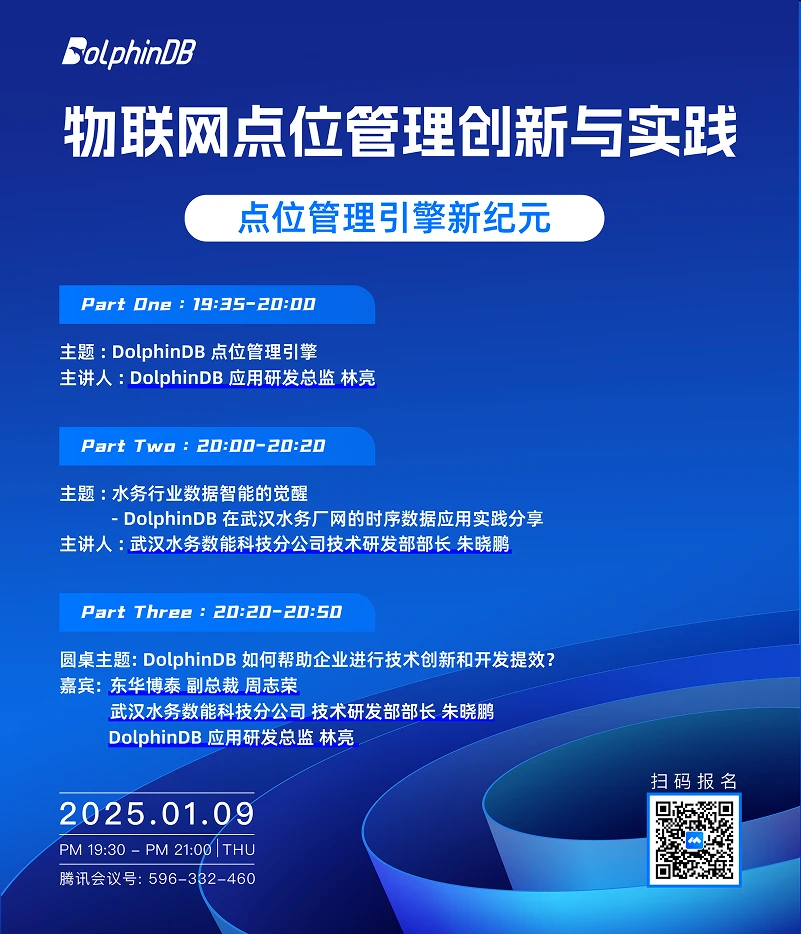 DolphinDB
物联网点位管理创新与实践
点位管理引擎新纪元
Part One : 19:35-20:00
主题：DolphinDB 点位管理引擎
主讲人：DolphinDB 应用研发总监 林亮
Part Two : 20:00-20:20
主题：水务行业数据智能的觉醒
- DolphinDB 在武汉水务厂网的时序数据应用实践分享
主讲人：武汉水务数能科技分公司技术研发部部长 朱晓鹏
Part Three : 20:20-20:50
圆桌主题: DolphinDB 如何帮助企业进行技术创新和开发提效？
嘉宾: 东华博泰 副总裁 周志荣
武汉水务数能科技分公司 技术研发部部长 朱晓鹏
DolphinDB 应用研发总监 林亮
扫码报名
2025.01.09
PM 19:30 - PM 21:00 | THU
腾讯会议号: 596-332-460